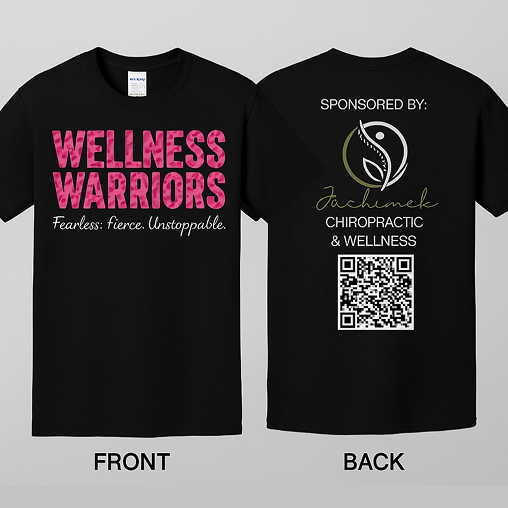 WELLNESS
WARRIORS
Fearless: fierce. Unstoppable.
SPONSORED BY:
Jachimek
CHIROPRACTIC
& WELLNESS
FRONT
BACK